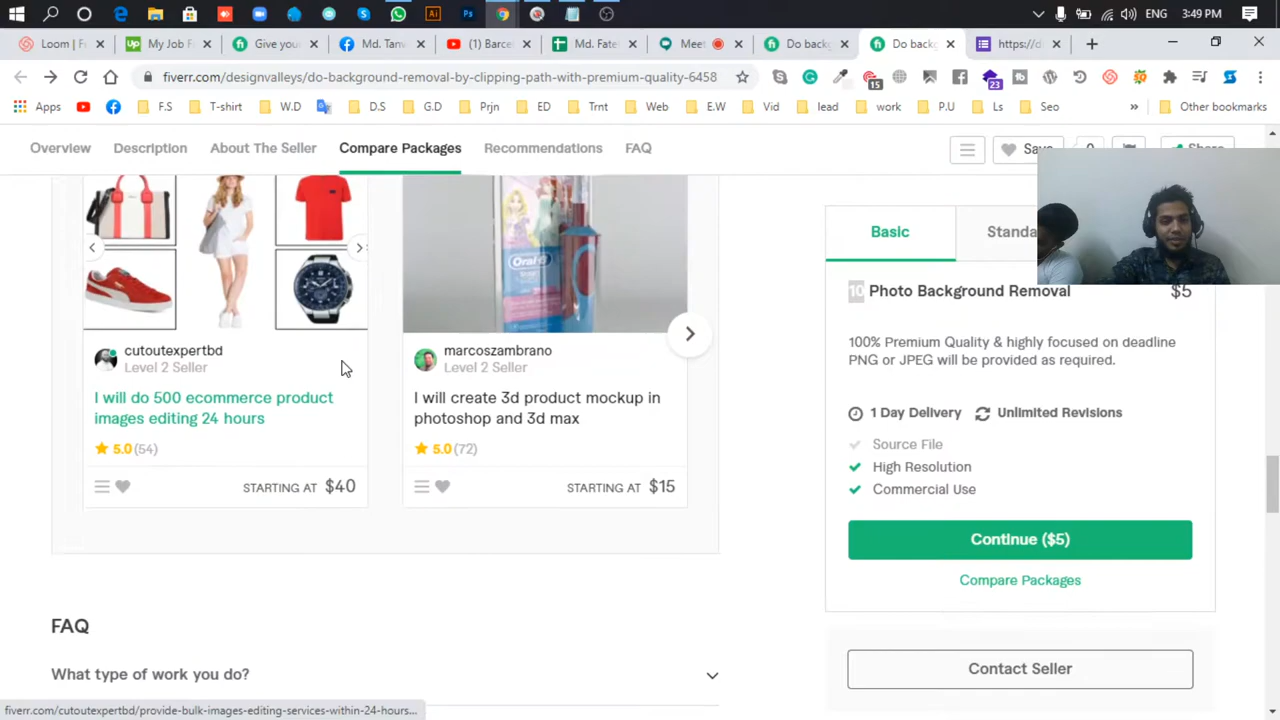 ENG 3:49 PM
Loom | F
My Job F
Give you
Md. Tan
(1) Barce
Md. Fate
Meet
Do back
Do back
https://d
fiverr.com/designvalleys/do-background-removal-by-clipping-path-with-premium-quality-6458
15
23
Apps
F.S
T-shirt
W.D
D.S
G.D
Prjn
ED
Trnt
Web
E.W
Vid
lead
work
P.U
Ls
Seo
»
Other bookmarks
Overview
Description
About The Seller
Compare Packages
Recommendations
FAQ
Basic
Standa
10 Photo Background Removal
$5
100% Premium Quality & highly focused on deadline
PNG or JPEG will be provided as required.
1 Day Delivery
Unlimited Revisions
Source File
High Resolution
Commercial Use
Continue ($5)
Compare Packages
Contact Seller
Oral
cutoutexpertbd
Level 2 Seller
I will do 500 ecommerce product
images editing 24 hours
5.0 (54)
STARTING AT $40
marcoszambrano
Level 2 Seller
I will create 3d product mockup in
photoshop and 3d max
5.0 (72)
STARTING AT $15
FAQ
What type of work you do?
fiverr.com/cutoutexpertbd/provide-bulk-images-editing-services-within-24-hours...